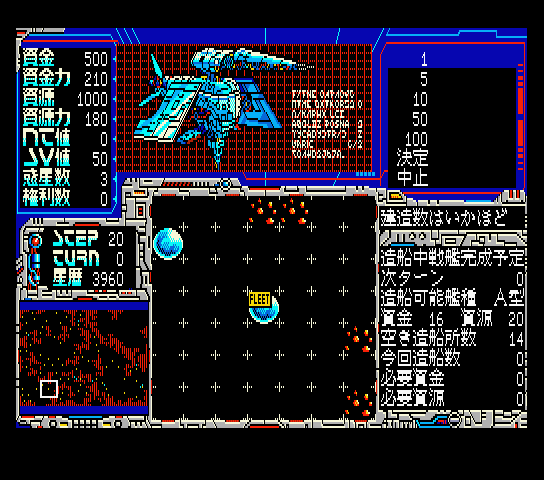 資金 500
資金力 210
資源 1000
資源力 180
NT値 0
SY値 50
惑星数 3
権利数 0
1
5
10
50
100
決定
中止
建造数はいかほど
STEP 20
TURN 0
星暦 3960
FLEET
造船中戦艦完成予定
次ターン 0
造船可能艦種 A型
資金 16 資源 20
空き造船所数 14
今回造船数 0
必要資金 0
必要資源 0